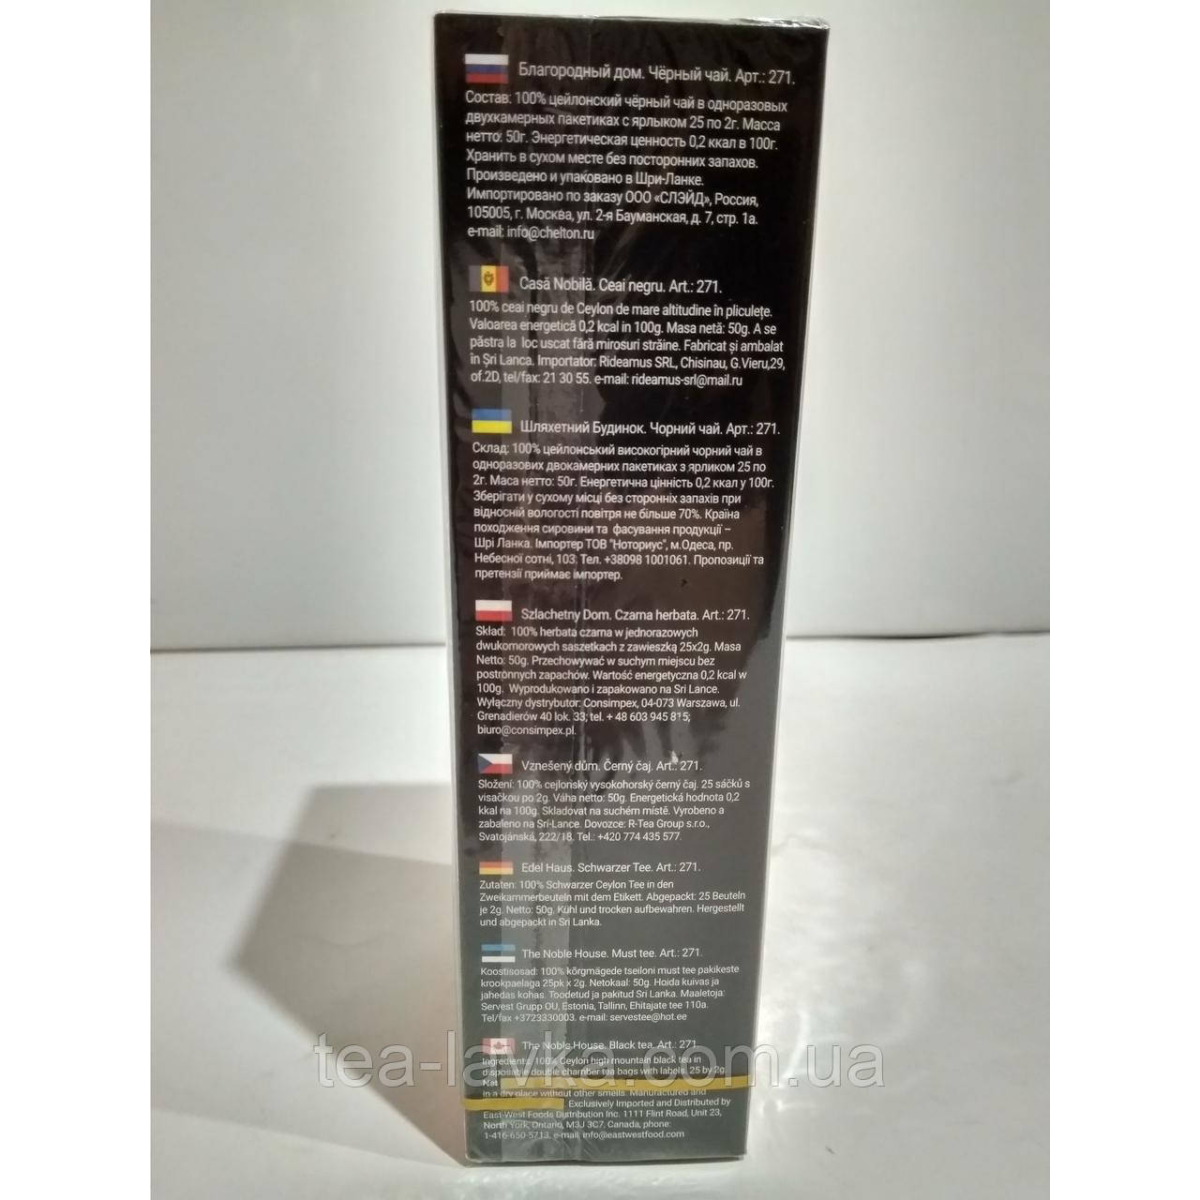 Благородный дом. Чёрный чай. Арт.: 271.
Состав: 100% цейлонский чёрный чай в одноразовых
двухкамерных пакетиках с ярлыком 25 по 2г. Масса
нетто: 50г. Энергетическая ценность 0,2 ккал в 100г.
Хранить в сухом месте без посторонних запахов.
Произведено и упаковано в Шри-Ланке.
Импортировано по заказу ООО «СЛЭЙД», Россия,
105005, г. Москва, ул. 2-я Бауманская, д. 7, стр. 1а.
e-mail: info@chelton.ru
Casă Nobilă. Ceai negru. Art.: 271.
100% ceai negru de Ceylon de mare altitudine în pliculețe.
Valoarea energetică 0,2 kcal in 100g. Masa netă: 50g. A se
păstra la loc uscat fără mirosuri străine. Fabricat și ambalat
în Sri Lanca. Importator: Rideamus SRL, Chisinau, G.Vieru,29,
of.2D, tel/fax: 21 30 55. e-mail: rideamus-srl@mail.ru
Шляхетний Будинок. Чорний чай. Арт.: 271.
Склад: 100% цейлонський високогірний чорний чай в
одноразових двокамерних пакетиках з ярликом 25 по
2г. Маса нетто: 50г. Енергетична цінність 0,2 ккал у 100г.
Зберігати у сухому місці без сторонніх запахів при
відносній вологості повітря не більше 70%. Країна
походження сировини та фасування продукції –
Шрі Ланка. Імпортер ТОВ "Ноториус", м.Одеса, пр.
Небесної сотні, 103. Тел. +38098 1001061. Пропозиції та
претензії приймає імпортер.
Szlachetny Dom. Czarna herbata. Art.: 271.
Skład: 100% herbata czarna w jednorazowych
dwukomorowych saszetkach z zawieszką 25x2g. Masa
Netto: 50g. Przechowywać w suchym miejscu bez
postronnych zapachów. Wartość energetyczna 0,2 kcal w
100g. Wyprodukowano i zapakowano na Sri Lance.
Wyłączny dystrybutor: Consimpex, 04-073 Warszawa, ul.
Grenadierów 40 lok. 33; tel. + 48 603 945 815;
biuro@consimpex.pl.
Vznešený dům. Černý čaj. Art.: 271.
Složení: 100% cejlonský vysokohorský černý čaj. 25 sáčků s
visačkou po 2g. Váha netto: 50g. Energetická hodnota 0,2
kkal na 100g. Skladovat na suchém místě. Vyrobeno a
zabaleno na Srí-Lance. Dovozce: R-Tea Group s.r.o.,
Svatojánská, 222/18. Tel.: +420 774 435 577.
Edel Haus. Schwarzer Tee. Art.: 271.
Zutaten: 100% Schwarzer Ceylon Tee in den
Zweikammerbeuteln mit dem Etikett. Abgepackt: 25 Beuteln
je 2g. Netto: 50g. Kühl und trocken aufbewahren. Hergestellt
und abgepackt in Sri Lanka.
The Noble House. Must tee. Art.: 271.
Koostisosad: 100% kõrgmägede tseiloni must tee pakikeste
krookpaelaga 25pk x 2g. Netokaal: 50g. Hoida kuivas ja
jahedas kohas. Toodetud ja pakitud Sri Lanka. Maaletoja:
Servest Grupp OU, Estonia, Tallinn, Ehitajate tee 110a.
Tel/fax +3723330003. e-mail: servestee@hot.ee
The Noble House. Black tea. Art.: 271.
Ingredients: 100% Ceylon high mountain black tea in
disposable double chamber tea bags with labels. 25 by 2g.
in a dry place without other smells. Manufactured and
Exclusively Imported and Distributed by
East-West Foods Distribution Inc. 1111 Flint Road, Unit 23,
North York, Ontario, M3J 3C7, Canada, phone:
1-416-650-5713, e-mail: info@eastwestfood.com
tea-lavka.com.ua